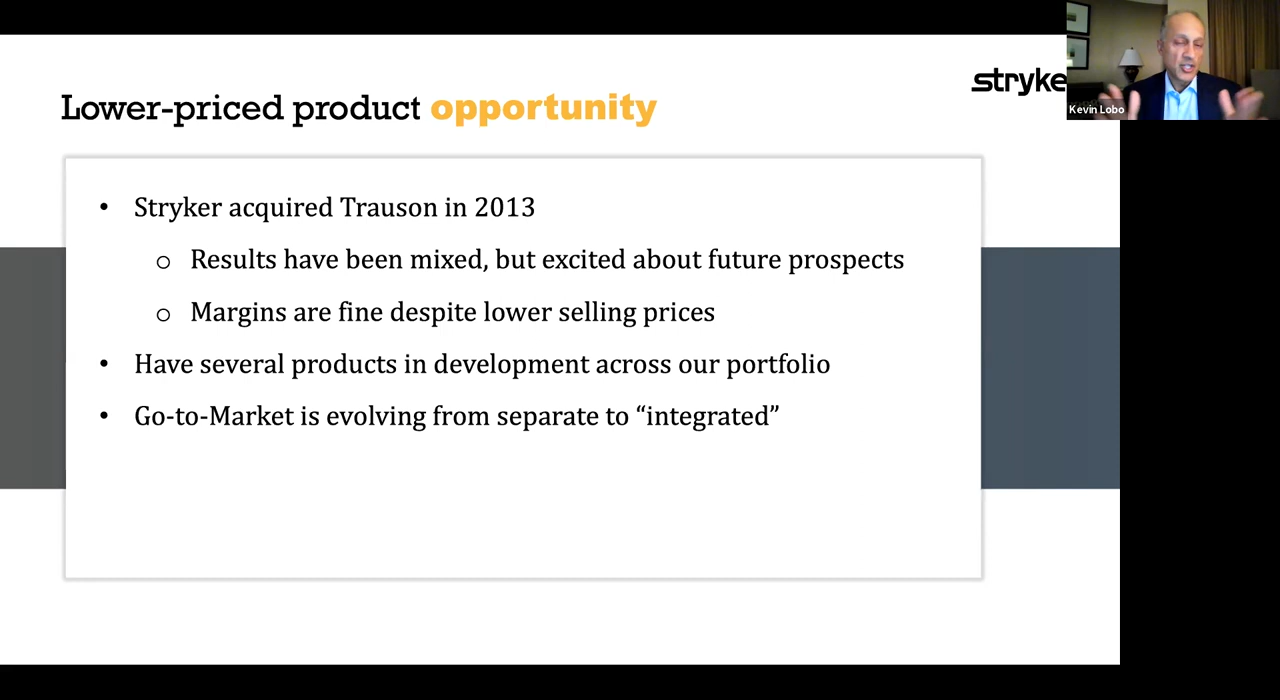 stryke
Kevin Lobo
Lower-priced product opportunity
• Stryker acquired Trauson in 2013
o Results have been mixed, but excited about future prospects
o Margins are fine despite lower selling prices
• Have several products in development across our portfolio
• Go-to-Market is evolving from separate to “integrated”